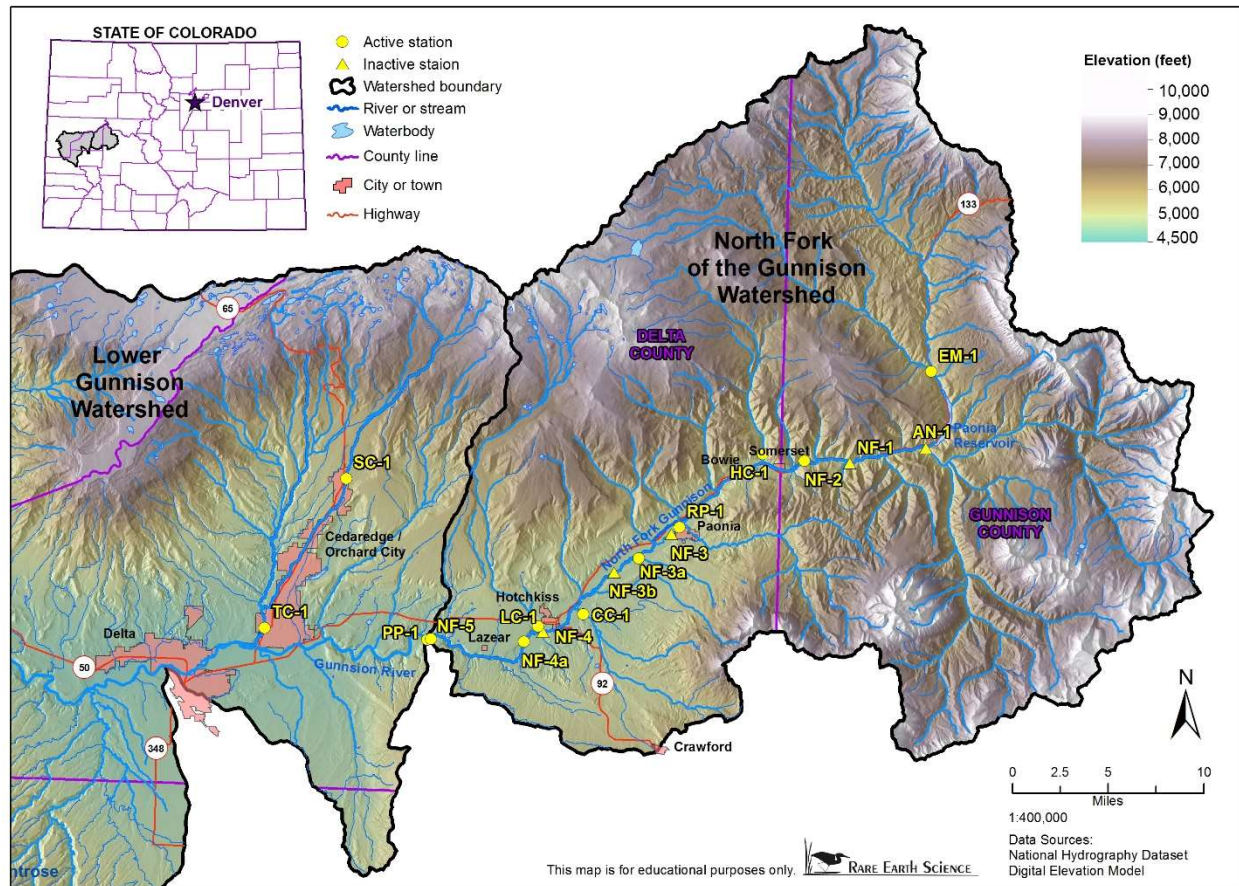 STATE OF COLORADO
Denver
Active station
Inactive staion
Watershed boundary
River or stream
Waterbody
County line
City or town
Highway
Elevation (feet)
10,000
9,000
8,000
7,000
6,000
5,000
4,500
133
North Fork
of the Gunnison
Watershed
65
Lower
Gunnison
Watershed
DELTA
COUNTY
EM-1
AN-1
Paonia
Reservoir
NF-1
Somerset
Bowie
HC-1
NF-2
SC-1
GUNNISON
COUNTY
RP-1
Paonia
North Fork Gunnison
NF-3
Cedaredge /
Orchard City
NF-3a
NF-3b
Hotchkiss
LC-1
CC-1
TC-1
Delta
PP-1
NF-5
Lazear
NF-4
NF-4a
50
Gunnsion River
92
348
Crawford
N
0 2.5 5 10
Miles
1:400,000
Data Sources:
National Hydrography Dataset
Digital Elevation Model
This map is for educational purposes only.
RARE EARTH SCIENCE
ntrose